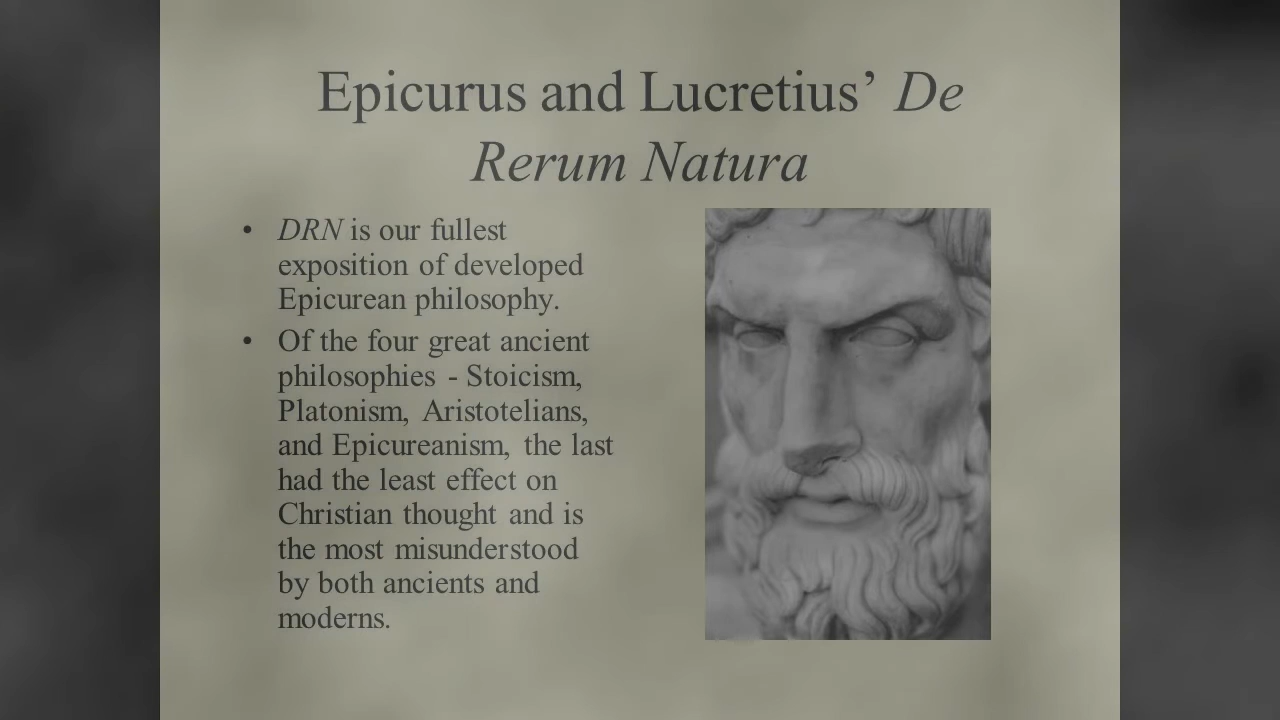 Epicurus and Lucretius’ De
Rerum Natura
• DRN is our fullest
exposition of developed
Epicurean philosophy.
• Of the four great ancient
philosophies - Stoicism,
Platonism, Aristotelians,
and Epicureanism, the last
had the least effect on
Christian thought and is
the most misunderstood
by both ancients and
moderns.